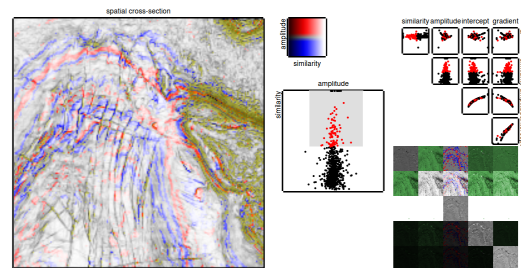 spatial cross-section
amplitude
similarity
amplitude
similarity
similarity amplitude intercept gradient